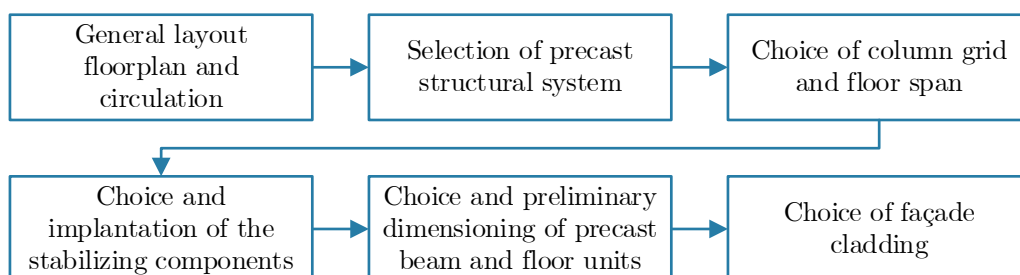 General layout
floorplan and
circulation
Selection of precast
structural system
Choice of column grid
and floor span
Choice and
implantation of the
stabilizing components
Choice and preliminary
dimensioning of precast
beam and floor units
Choice of façade
cladding